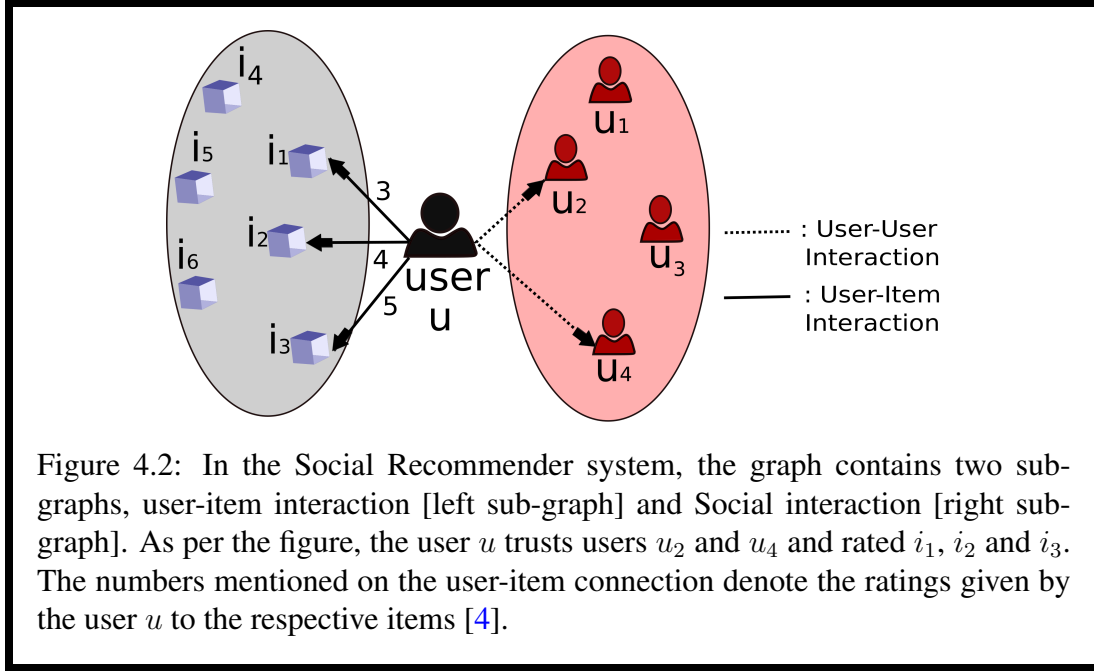 i4
i5
i1
3
i2
4
i6
5
i3
user
u
u1
u2
u3
u4
: User-User
Interaction
: User-Item
Interaction
Figure 4.2: In the Social Recommender system, the graph contains two sub-
graphs, user-item interaction [left sub-graph] and Social interaction [right sub-
graph]. As per the figure, the user u trusts users u2 and u4 and rated i1, i2 and i3.
The numbers mentioned on the user-item connection denote the ratings given by
the user u to the respective items [4].